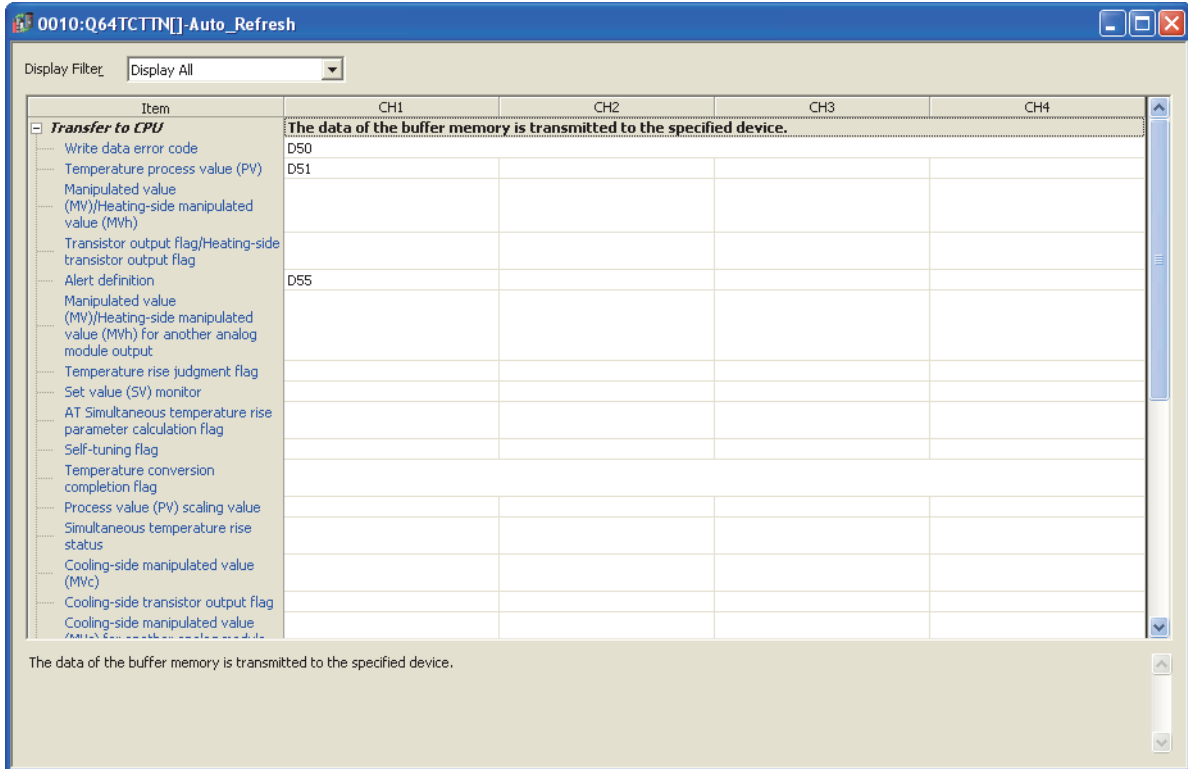 0010:Q64TCTTN[]-Auto_Refresh
Display Filter Display All
Item CH1 CH2 CH3 CH4
Transfer to CPU The data of the buffer memory is transmitted to the specified device.
Write data error code D50
Temperature process value (PV) D51
Manipulated value
(MV)/Heating-side manipulated
value (MVh)
Transistor output flag/Heating-side
transistor output flag
Alert definition D55
Manipulated value
(MV)/Heating-side manipulated
value (MVh) for another analog
module output
Temperature rise judgment flag
Set value (SV) monitor
AT Simultaneous temperature rise
parameter calculation flag
Self-tuning flag
Temperature conversion
completion flag
Process value (PV) scaling value
Simultaneous temperature rise
status
Cooling-side manipulated value
(MVc)
Cooling-side transistor output flag
Cooling-side manipulated value
(MVc) for another analog module
The data of the buffer memory is transmitted to the specified device.